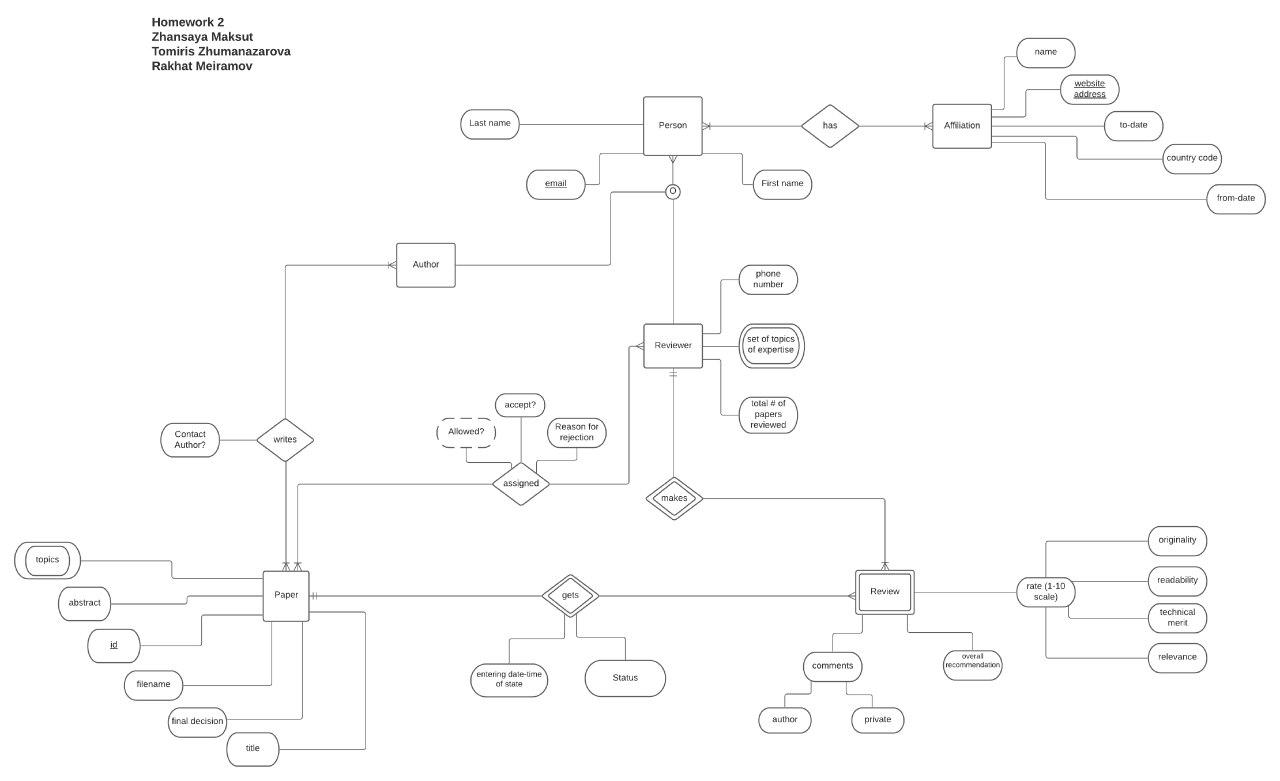 Homework 2
Zhansaya Maksut
Tomiris Zhumanazarova
Rakhat Meiramov
name
website
address
Last name
Person
has
Affiliation
to-date
country code
email
First name
O
from-date
Author
phone
number
Reviewer
set of topics
of expertise
total # of
papers
reviewed
accept?
Allowed?
Reason for
rejection
Contact
Author?
writes
assigned
makes
topics
abstract
id
filename
final decision
title
Paper
gets
entering date-time
of state
Status
Review
comments
author
private
overall
recommendation
rate (1-10
scale)
originality
readability
technical
merit
relevance